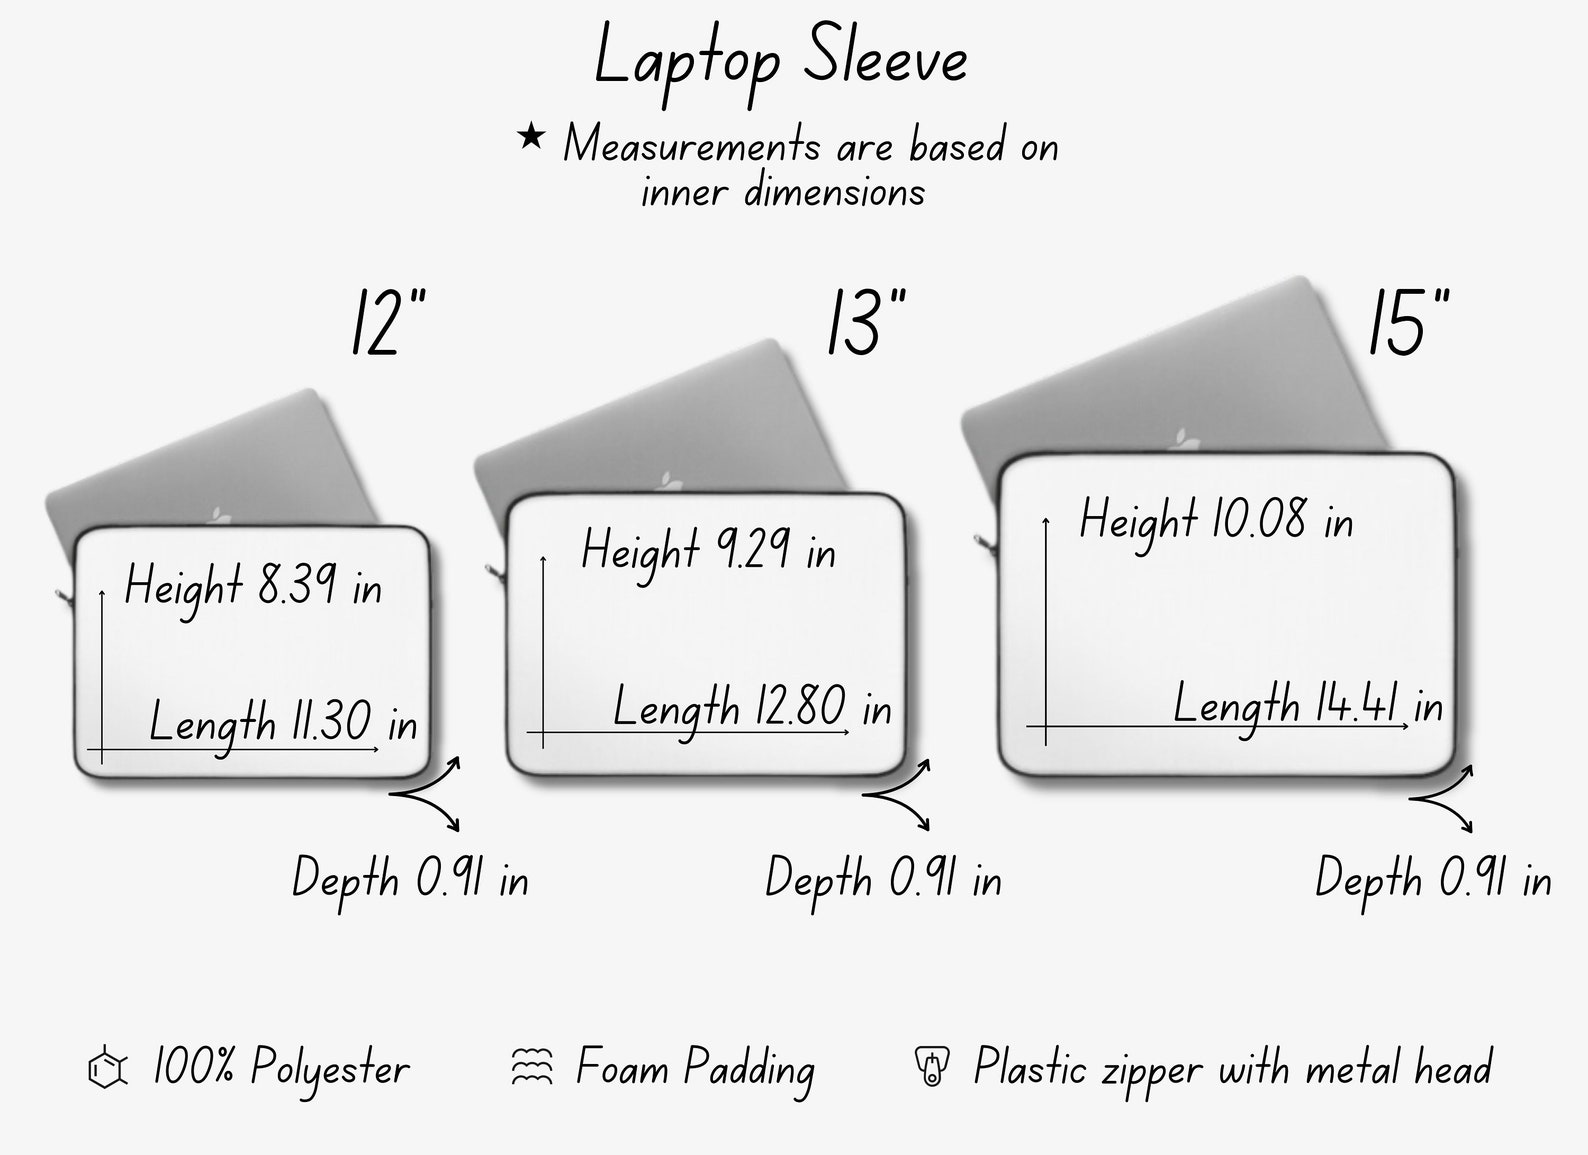 Laptop Sleeve
★ Measurements are based on
inner dimensions
12"
Height 8.39 in
Length 11.30 in
Depth 0.91 in
13"
Height 9.29 in
Length 12.80 in
Depth 0.91 in
15"
Height 10.08 in
Length 14.41 in
Depth 0.91 in
100% Polyester
Foam Padding
Plastic zipper with metal head